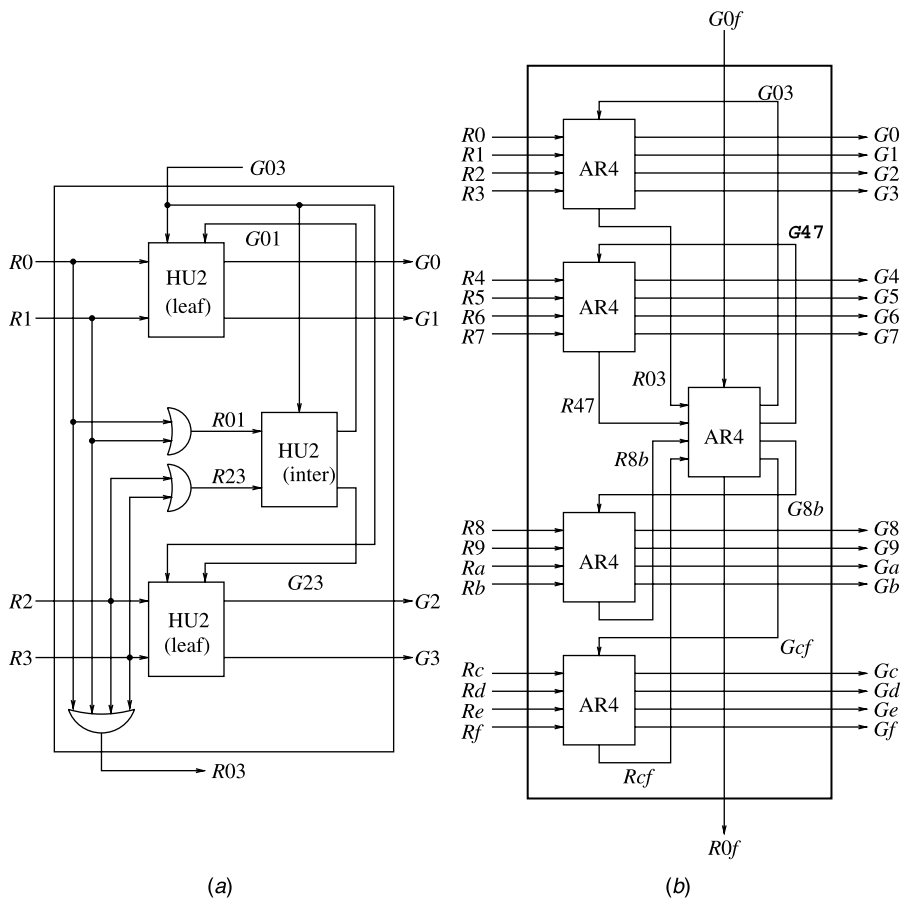 G03
G01
R0
HU2
(leaf)
G0
R1
G1
R01
HU2
(inter)
R23
G23
R2
HU2
(leaf)
G2
R3
G3
R03
(a)
G0f
G03
R0
R1
R2
R3
AR4
G0
G1
G2
G3
G47
R4
R5
R6
R7
AR4
G4
G5
G6
G7
R03
R47
AR4
R8b
G8b
R8
R9
Ra
Rb
AR4
G8
G9
Ga
Gb
Gcf
Rc
Rd
Re
Rf
AR4
Gc
Gd
Ge
Gf
Rcf
R0f
(b)